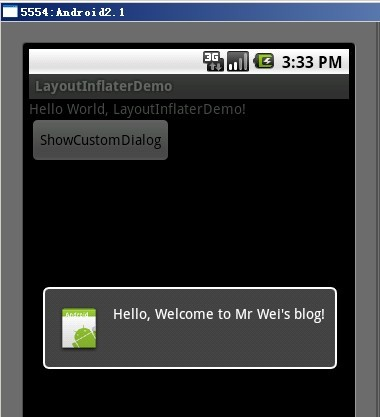 5554:Android2.1
3G 3:33 PM
LayoutInflaterDemo
Hello World, LayoutInflaterDemo!
ShowCustomDialog
Android
Hello, Welcome to Mr Wei's blog!